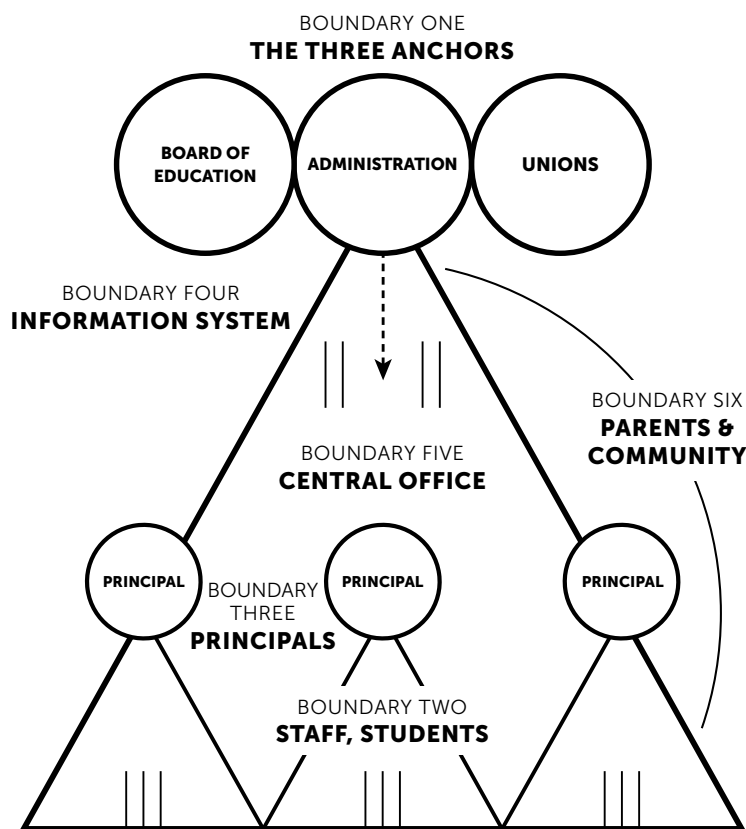 BOUNDARY ONE
THE THREE ANCHORS
BOARD OF
EDUCATION
ADMINISTRATION
UNIONS
BOUNDARY FOUR
INFORMATION SYSTEM
BOUNDARY SIX
PARENTS &
COMMUNITY
BOUNDARY FIVE
CENTRAL OFFICE
PRINCIPAL
BOUNDARY
THREE
PRINCIPALS
PRINCIPAL
PRINCIPAL
BOUNDARY TWO
STAFF, STUDENTS